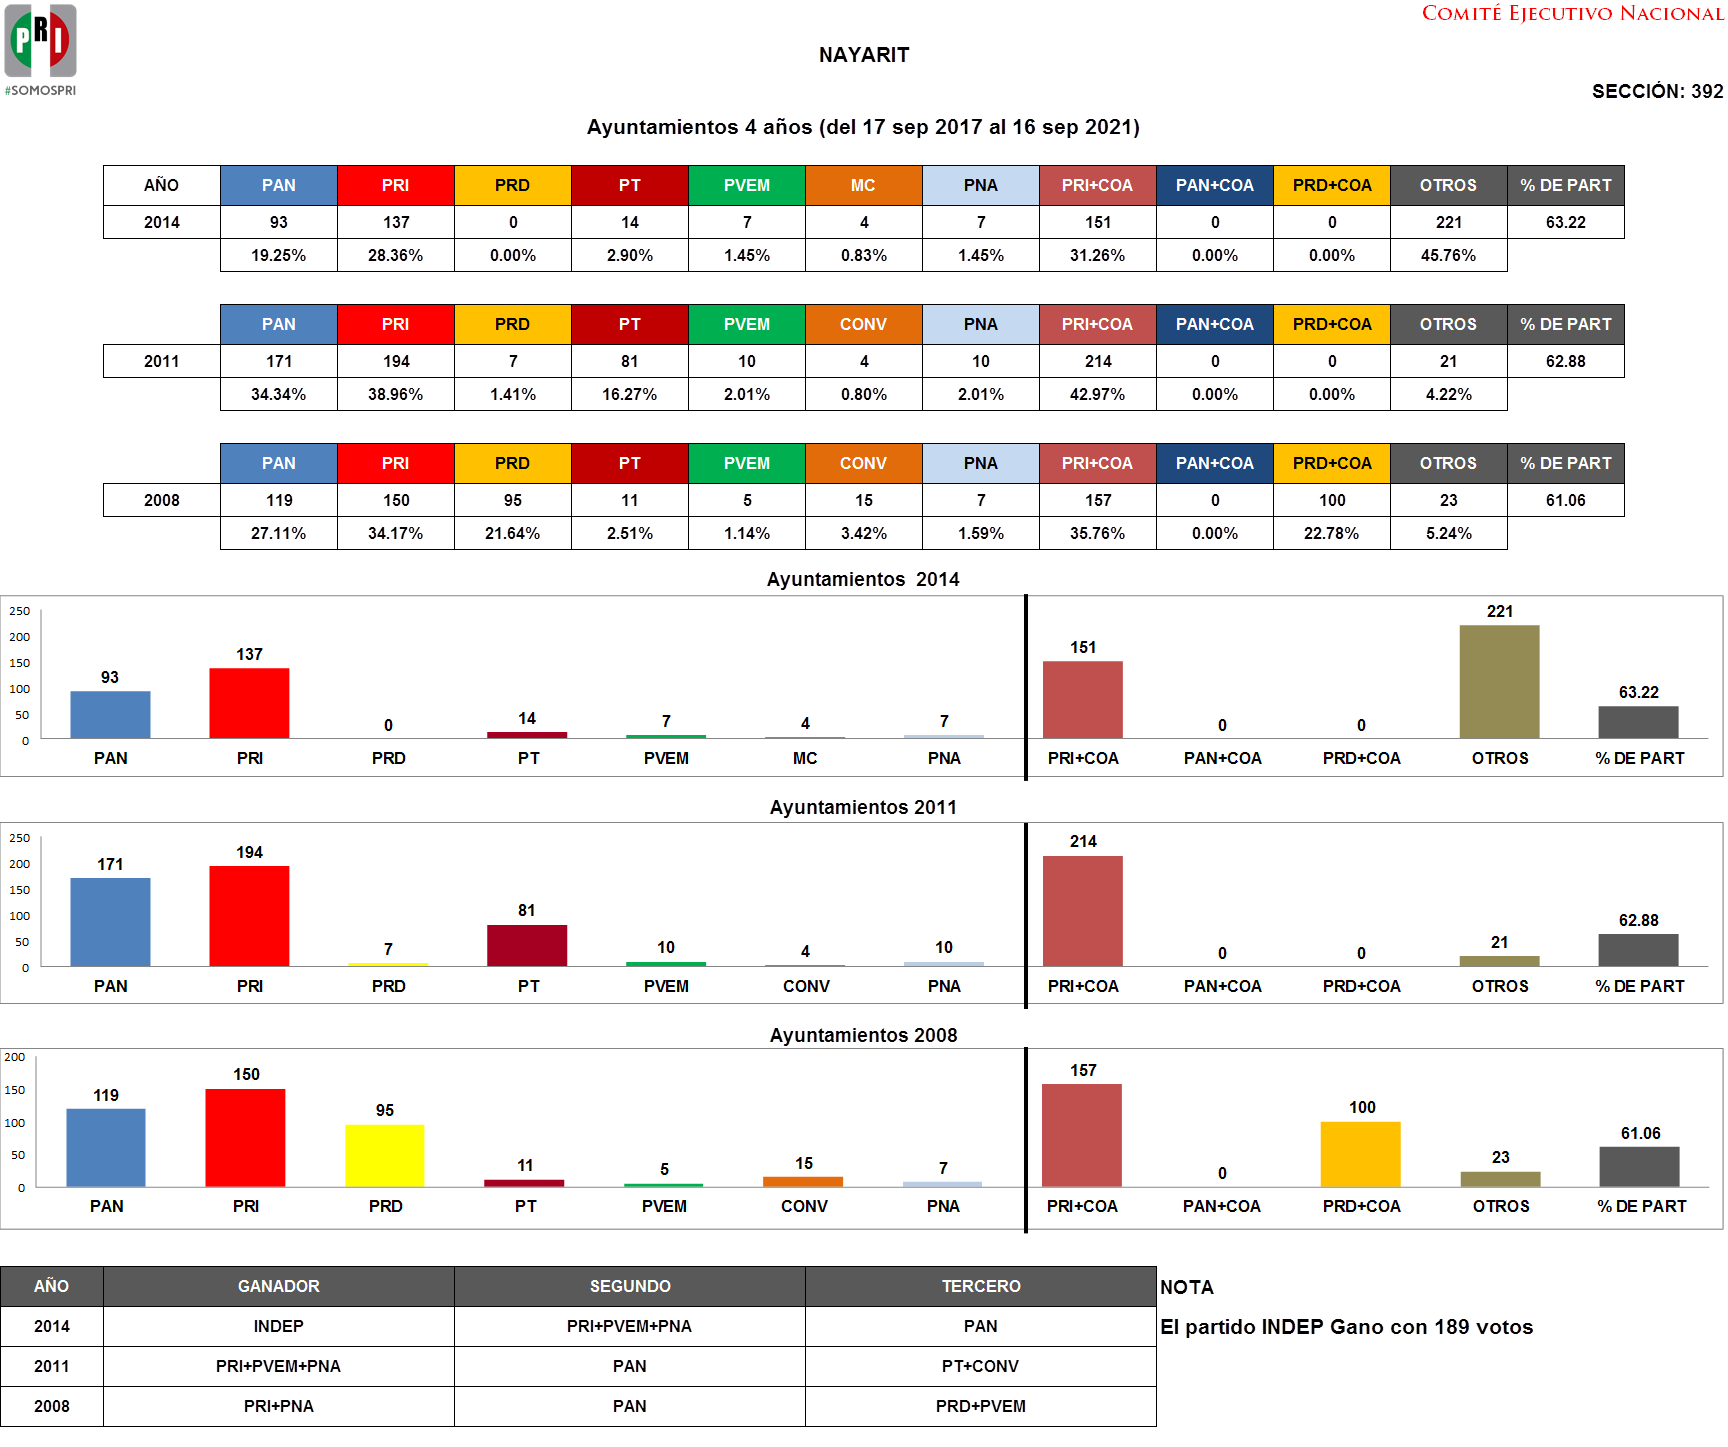 PRI
#SOMOSPRI
COMITÉ EJECUTIVO NACIONAL
NAYARIT
SECCIÓN: 392
Ayuntamientos 4 años (del 17 sep 2017 al 16 sep 2021)
AÑO PAN PRI PRD PT PVEM MC PNA PRI+COA PAN+COA PRD+COA OTROS % DE PART
2014 93 137 0 14 7 4 7 151 0 0 221 63.22
19.25% 28.36% 0.00% 2.90% 1.45% 0.83% 1.45% 31.26% 0.00% 0.00% 45.76%
PAN PRI PRD PT PVEM CONV PNA PRI+COA PAN+COA PRD+COA OTROS % DE PART
2011 171 194 7 81 10 4 10 214 0 0 21 62.88
34.34% 38.96% 1.41% 16.27% 2.01% 0.80% 2.01% 42.97% 0.00% 0.00% 4.22%
PAN PRI PRD PT PVEM CONV PNA PRI+COA PAN+COA PRD+COA OTROS % DE PART
2008 119 150 95 11 5 15 7 157 0 100 23 61.06
27.11% 34.17% 21.64% 2.51% 1.14% 3.42% 1.59% 35.76% 0.00% 22.78% 5.24%
Ayuntamientos 2014
250
200
150
100
50
0
93 137 0 14 7 4 7 151 0 0 221 63.22
PAN PRI PRD PT PVEM MC PNA PRI+COA PAN+COA PRD+COA OTROS % DE PART
Ayuntamientos 2011
250
200
150
100
50
0
171 194 7 81 10 4 10 214 0 0 21 62.88
PAN PRI PRD PT PVEM CONV PNA PRI+COA PAN+COA PRD+COA OTROS % DE PART
Ayuntamientos 2008
200
150
100
50
0
119 150 95 11 5 15 7 157 0 100 23 61.06
PAN PRI PRD PT PVEM CONV PNA PRI+COA PAN+COA PRD+COA OTROS % DE PART
AÑO GANADOR SEGUNDO TERCERO NOTA
2014 INDEP PRI+PVEM+PNA PAN El partido INDEP Gano con 189 votos
2011 PRI+PVEM+PNA PAN PT+CONV
2008 PRI+PNA PAN PRD+PVEM